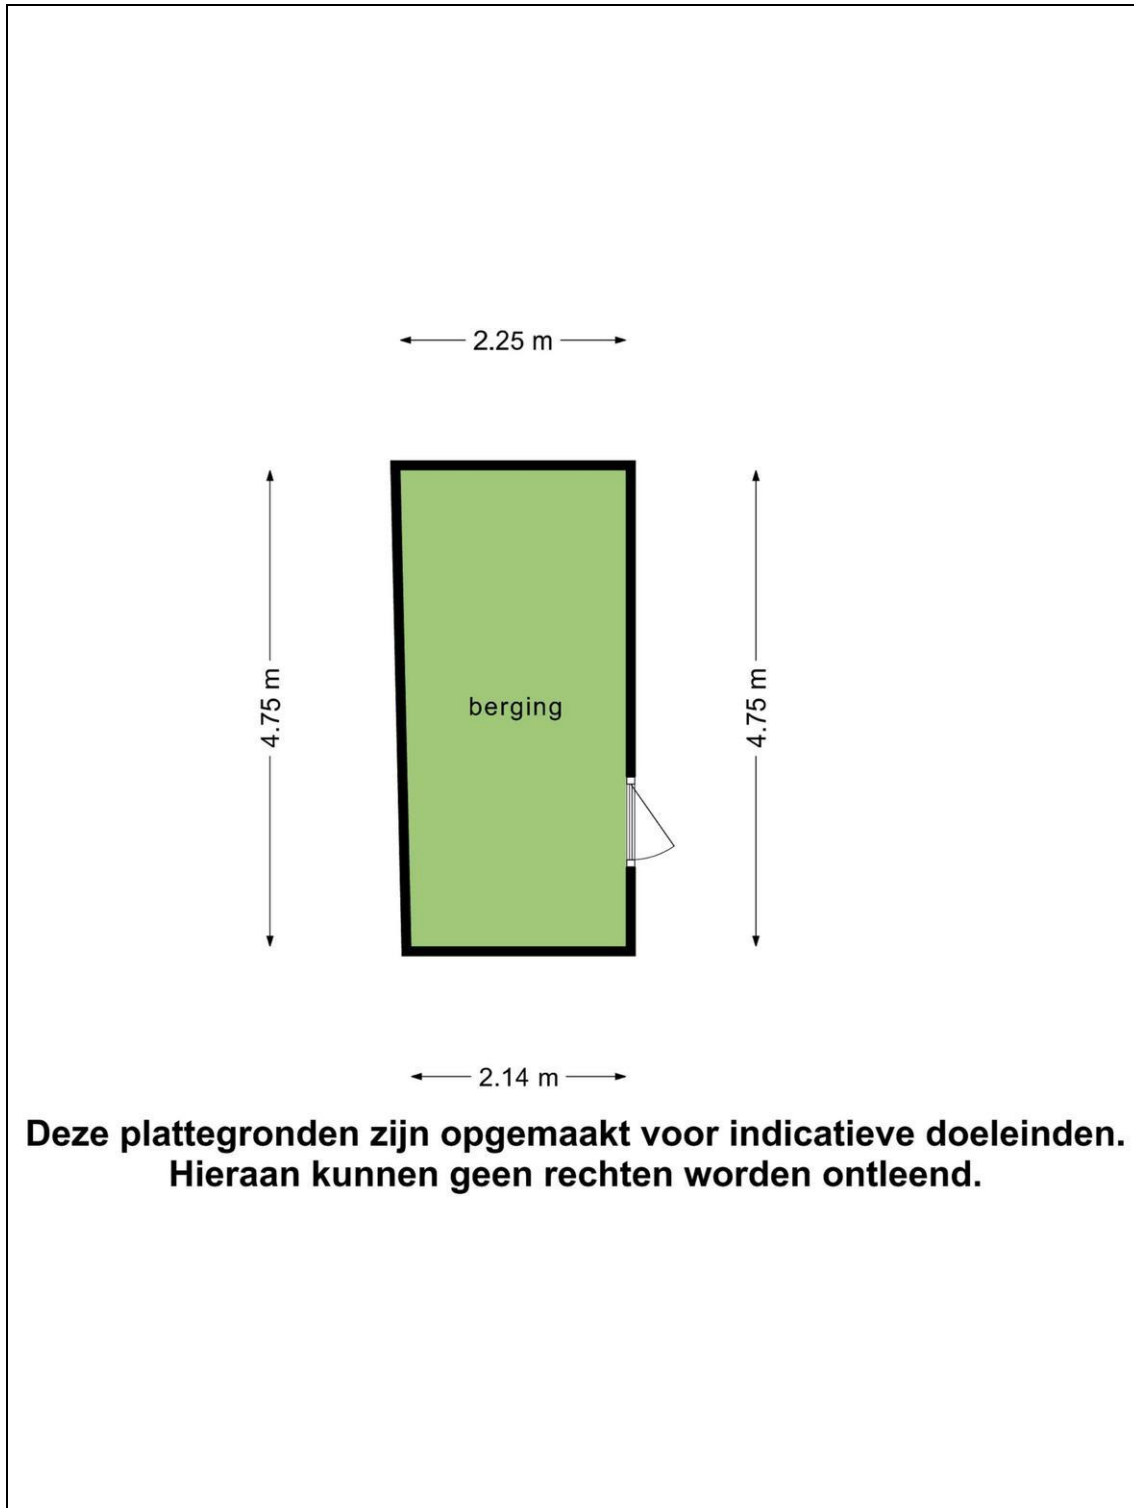 2.25 m
4.75 m
berging
4.75 m
2.14 m
Deze plattegronden zijn opgemaakt voor indicatieve doeleinden.
Hieraan kunnen geen rechten worden ontleend.